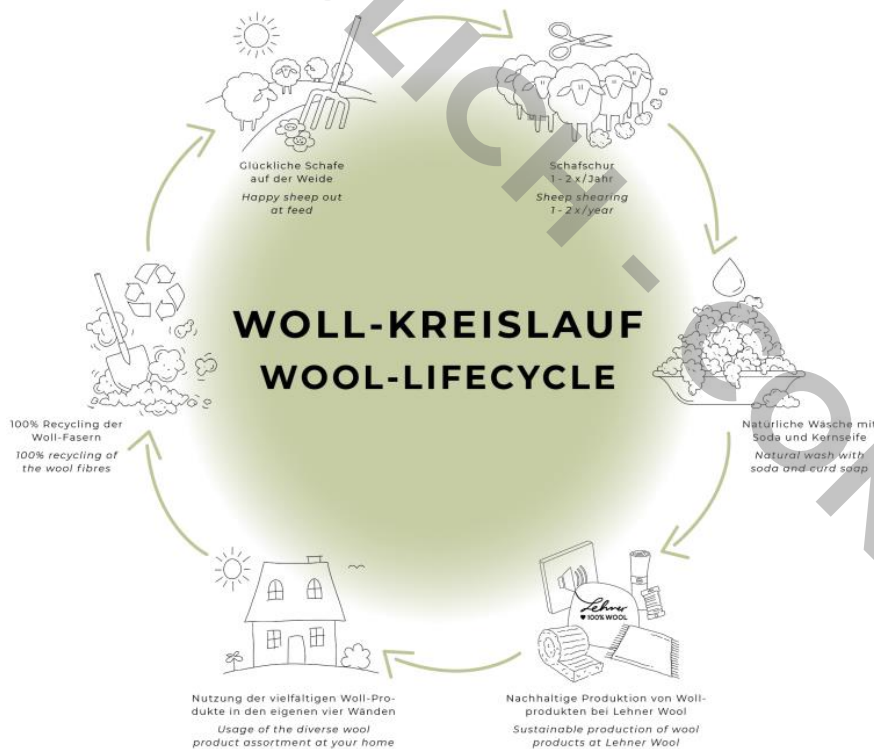 Glückliche Schafe
auf der Weide
Happy sheep out
at feed
Schafschur
1 - 2 x/Jahr
Sheep shearing
1 - 2 x/year
WOLL-KREISLAUF
WOOL-LIFECYCLE
100% Recycling der
Woll-Fasern
100% recycling of
the wool fibres
Natürliche Wäsche mit
Soda und Kernseife
Natural wash with
soda and curd soap
Lehner
♥ 100% WOOL
Nutzung der vielfältigen Woll-Pro-
dukte in den eigenen vier Wänden
Usage of the diverse wool
product assortment at your home
Nachhaltige Produktion von Woll-
produkten bei Lehner Wool
Sustainable production of wool
products at Lehner Wool
LICH - CON